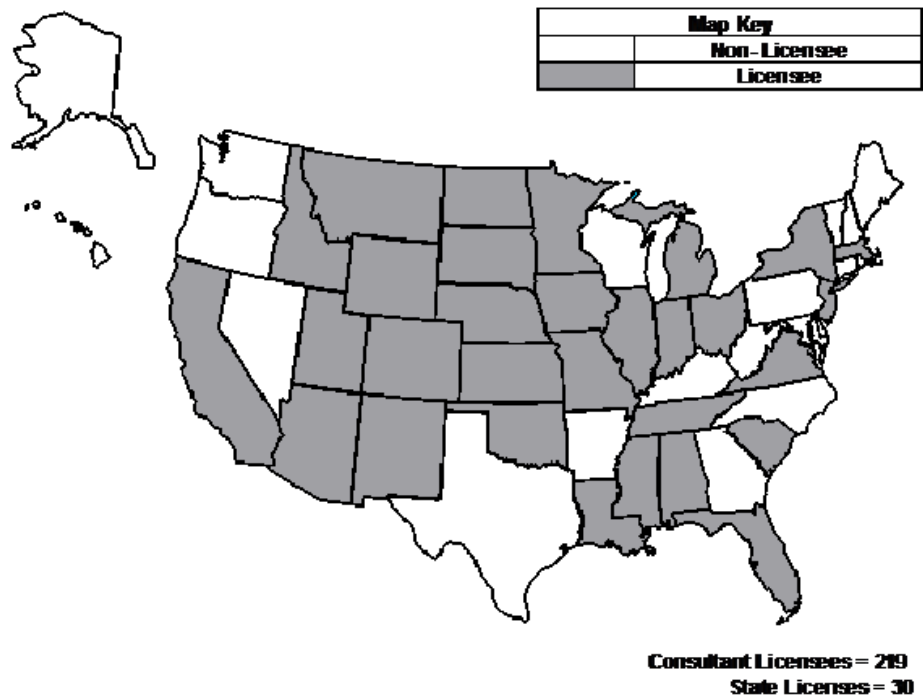 Map Key
Non-Licensee
Licensee
Consultant Licensees = 219
State Licenses = 30